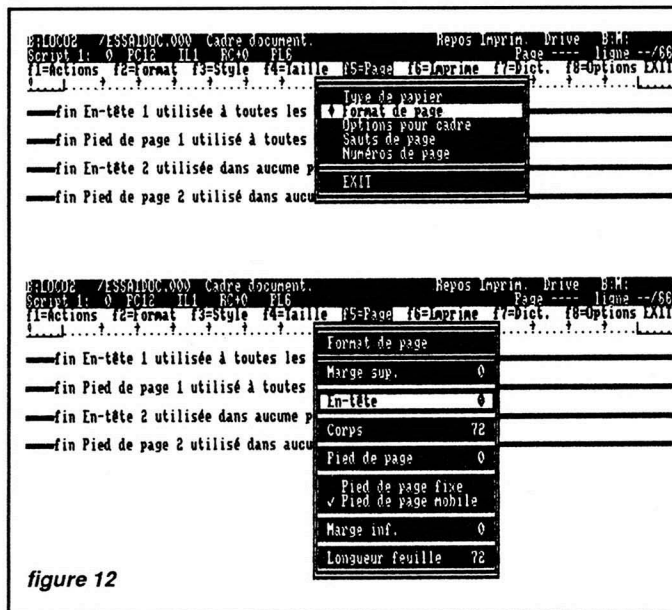 B:LOCO2 /ESSAIDOC.000 Cadre document. Repos Imprim. Drive B:M:
Script 1: 0 PC12 IL1 RC+0 PL6 Page ---- ligne --/66
f1=Actions f2=Format f3=Style f4=Taille f5=Page f6=Imprime f7=Dict. f8=Options EXIT
fin En-tête 1 utilisée à toutes les
fin Pied de page 1 utilisé à toutes
fin En-tête 2 utilisée dans aucune p
fin Pied de page 2 utilisé dans aucu
Type de papier
Format de page
Options pour cadre
Sauts de page
Numéros de page
EXIT
B:LOCO2 /ESSAIDOC.000 Cadre document. Repos Imprim. Drive B:M:
Script 1: 0 PC12 IL1 RC+0 PL6 Page ---- ligne --/66
f1=Actions f2=Format f3=Style f4=Taille f5=Page f6=Imprime f7=Dict. f8=Options EXIT
fin En-tête 1 utilisée à toutes les
fin Pied de page 1 utilisé à toutes
fin En-tête 2 utilisée dans aucune p
fin Pied de page 2 utilisé dans aucu
Format de page
Marge sup. 0
En-tête 0
Corps 72
Pied de page 0
Pied de page fixe
✓ Pied de page mobile
Marge inf. 0
Longueur feuille 72
figure 12